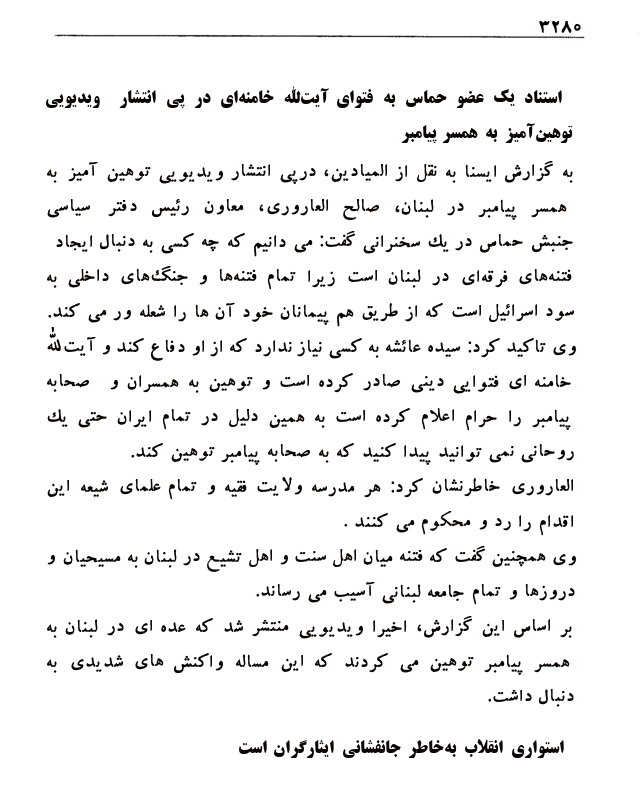 ۳۲۸۰
استناد یک عضو حماس به فتوای آیت‌الله خامنه‌ای در پی انتشار ویدیویی
توهین‌آمیز به همسر پیامبر
به گزارش ایسنا به نقل از المیادین، درپی انتشار ویدیویی توهین آمیز به
همسر پیامبر در لبنان، صالح العاروری، معاون رئیس دفتر سیاسی
جنبش حماس در یک سخنرانی گفت: می دانیم که چه کسی به دنبال ایجاد
فتنه‌های فرقه‌ای در لبنان است زیرا تمام فتنه‌ها و جنگ‌های داخلی به
سود اسرائیل است که از طریق هم پیمانان خود آن ها را شعله ور می کند.
وی تاکید کرد: سیده عائشه به کسی نیاز ندارد که از او دفاع کند و آیت‌الله
خامنه ای فتوایی دینی صادر کرده است و توهین به همسران و صحابه
پیامبر را حرام اعلام کرده است به همین دلیل در تمام ایران حتی یک
روحانی نمی توانید پیدا کنید که به صحابه پیامبر توهین کند.
العاروری خاطرنشان کرد: هر مدرسه ولایت فقیه و تمام علمای شیعه این
اقدام را رد و محکوم می کنند .
وی همچنین گفت که فتنه میان اهل سنت و اهل تشیع در لبنان به مسیحیان و
دروزها و تمام جامعه لبنانی آسیب می رساند.
بر اساس این گزارش، اخیرا ویدیویی منتشر شد که عده ای در لبنان به
همسر پیامبر توهین می کردند که این مساله واکنش های شدیدی به
دنبال داشت.
استواری انقلاب به‌خاطر جانفشانی ایثارگران است